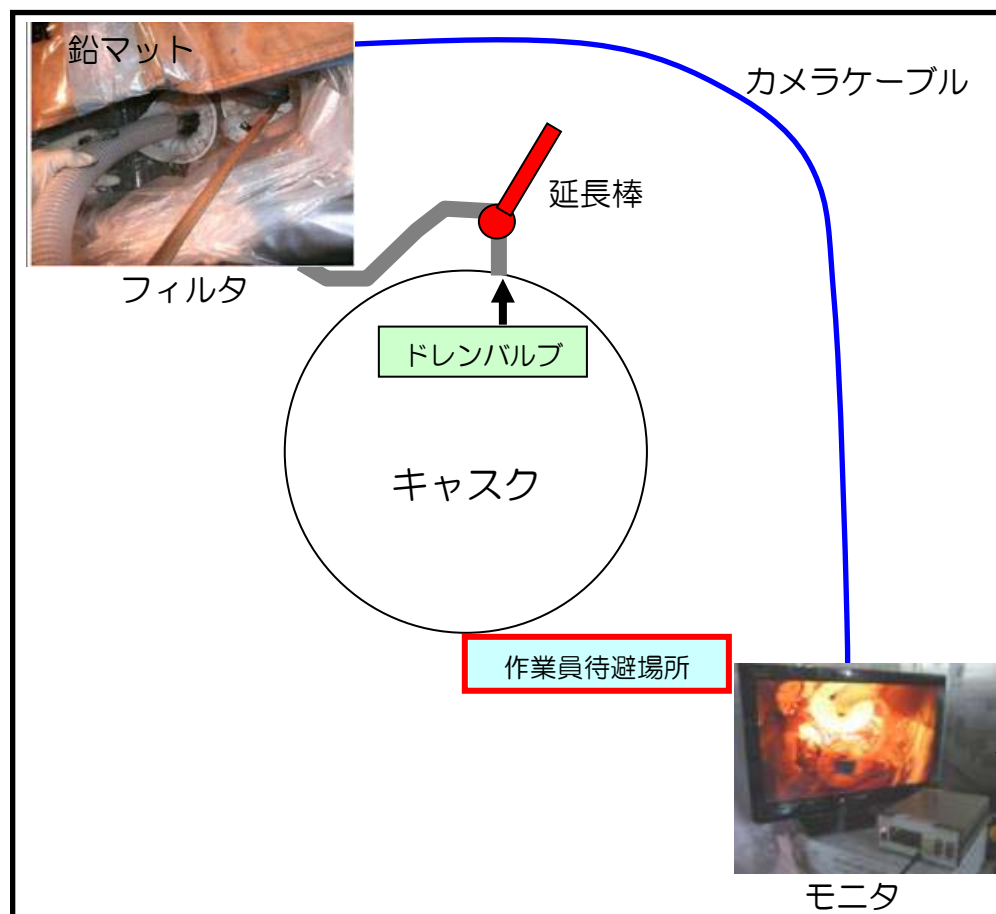 鉛マット
カメラケーブル
延長棒
フィルタ
ドレンバルブ
キャスク
作業員待避場所
モニタ